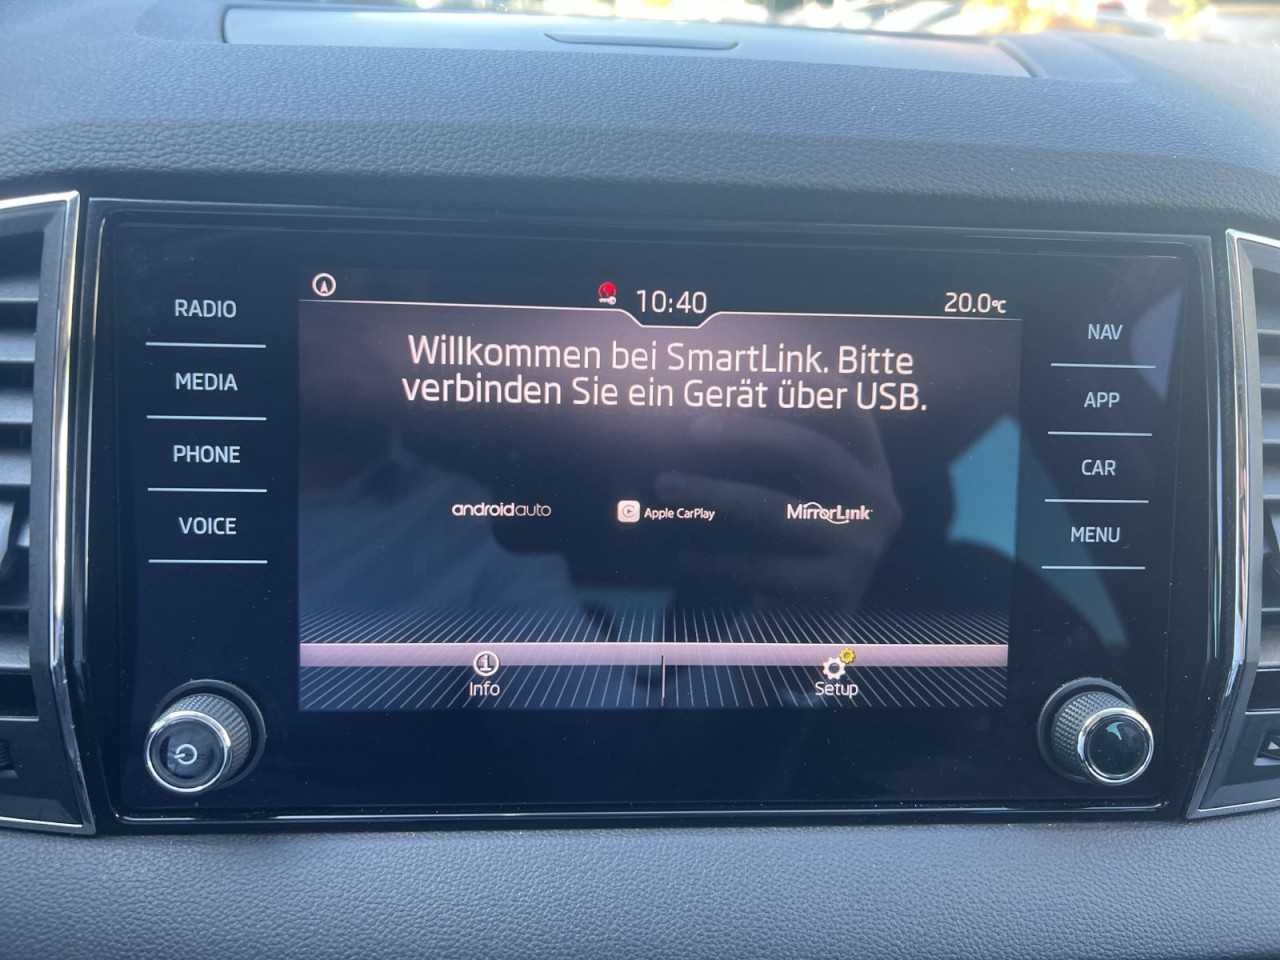 10:40
20.0°C
RADIO
MEDIA
PHONE
VOICE
Willkommen bei SmartLink. Bitte
verbinden Sie ein Gerät über USB.
androidauto
Apple CarPlay
MirrorLink
Info
Setup
NAV
APP
CAR
MENU